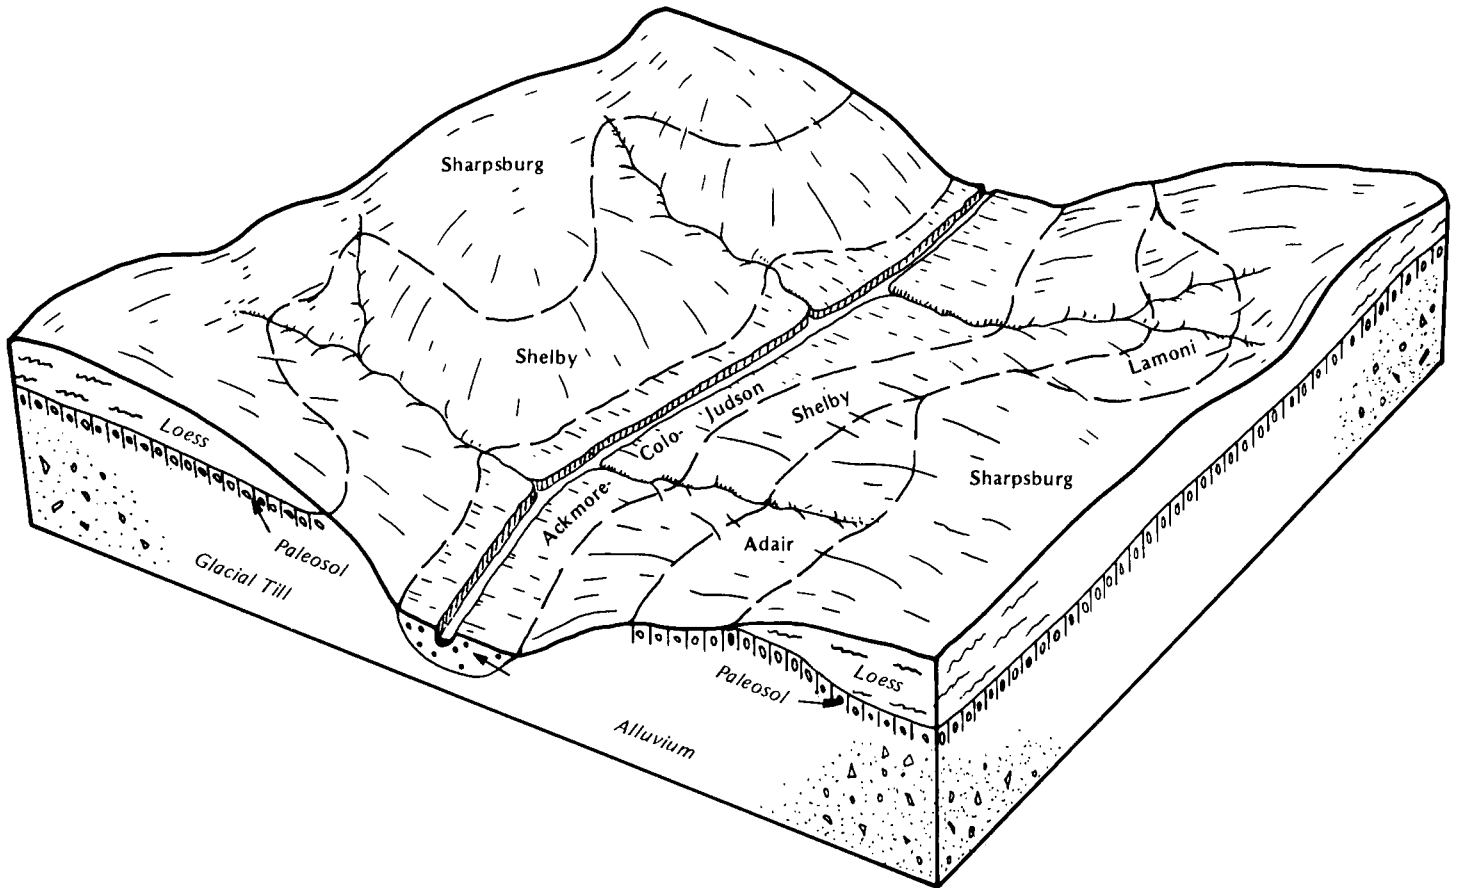 Sharpsburg
Shelby
Lamoni
Judson
Shelby
Colo-
Loess
Sharpsburg
Ackmore-
Adair
Paleosol
Glacial Till
Loess
Paleosol
Alluvium